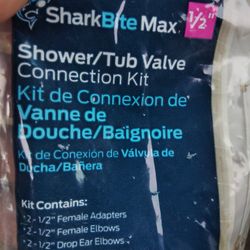 SharkBite Max 1/2"
Shower/Tub Valve
Connection Kit
Kit de Connexion de
Vanne de
Douche/Baignoire
Kit de Conexión de Válvula de
Ducha/Bañera
Kit Contains:
*2 - 1/2" Female Adapters
*2 - 1/2" Female Elbows
*2 - 1/2" Drop Ear Elbows